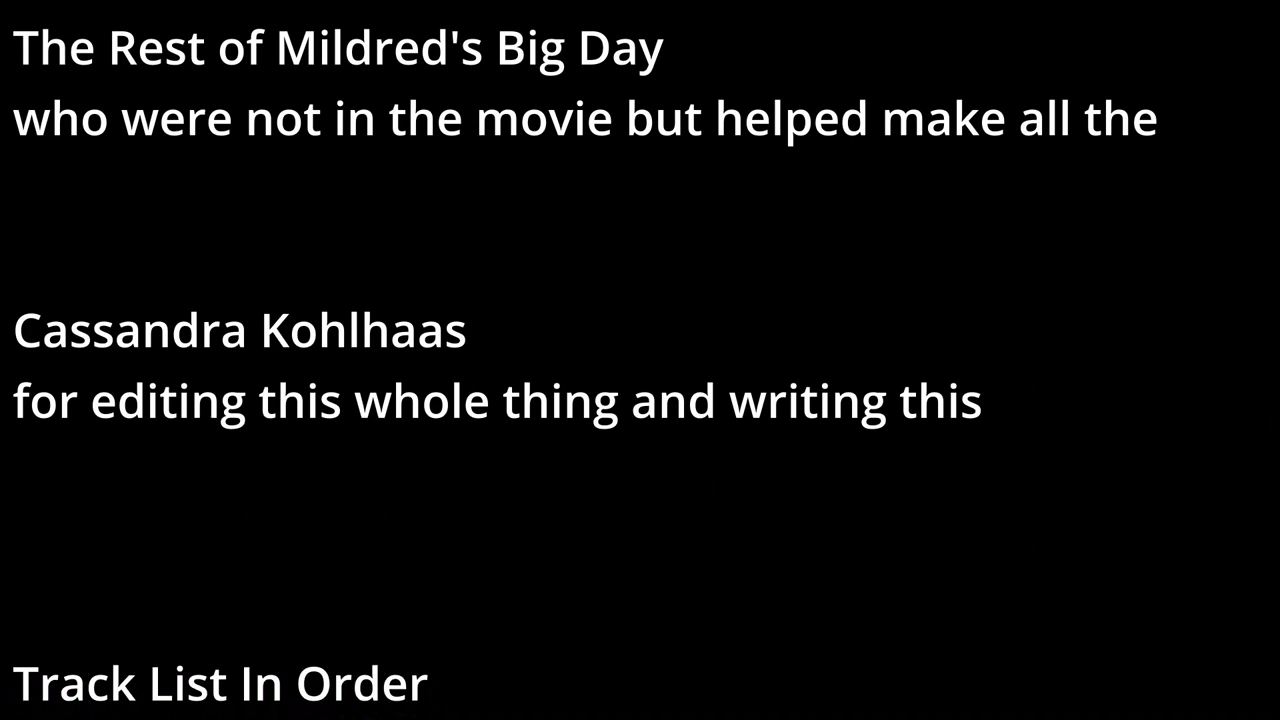 The Rest of Mildred's Big Day
who were not in the movie but helped make all the
Cassandra Kohlhaas
for editing this whole thing and writing this
Track List In Order